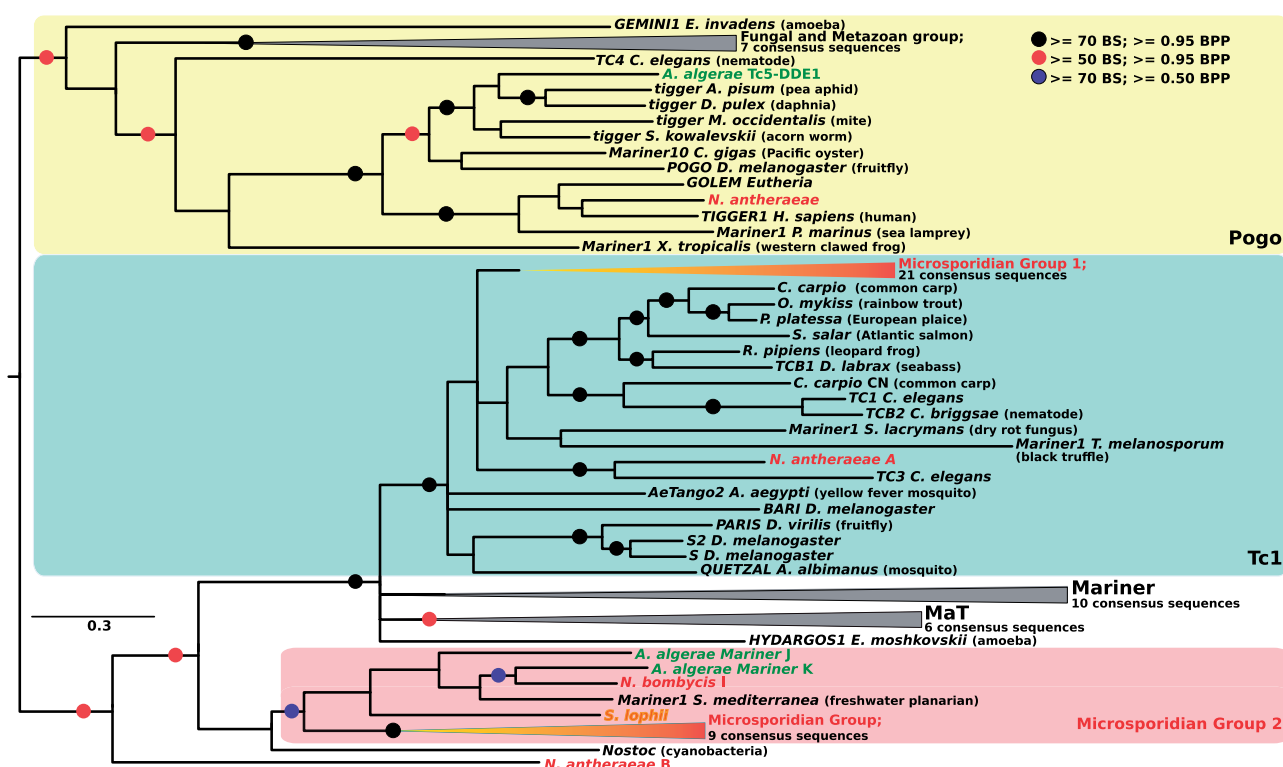 GEMINI1 E. invadens (amoeba)
Fungal and Metazoan group;
7 consensus sequences
TC4 C. elegans (nematode)
A. algerae Tc5-DDE1
tigger A. pisum (pea aphid)
tigger D. pulex (daphnia)
tigger M. occidentalis (mite)
tigger S. kowalevskii (acorn worm)
Mariner10 C. gigas (Pacific oyster)
POGO D. melanogaster (fruitfly)
GOLEM Eutheria
N. antheraeae
TIGGER1 H. sapiens (human)
Mariner1 P. marinus (sea lamprey)
Mariner1 X. tropicalis (western clawed frog)
>= 70 BS; >= 0.95 BPP
>= 50 BS; >= 0.95 BPP
>= 70 BS; >= 0.50 BPP
Pogo
Microsporidian Group 1;
21 consensus sequences
C. carpio (common carp)
O. mykiss (rainbow trout)
P. platessa (European plaice)
S. salar (Atlantic salmon)
R. pipiens (leopard frog)
TCB1 D. labrax (seabass)
C. carpio CN (common carp)
TC1 C. elegans
TCB2 C. briggsae (nematode)
Mariner1 S. lacrymans (dry rot fungus)
Mariner1 T. melanosporum
(black truffle)
N. antheraeae A
TC3 C. elegans
AeTango2 A. aegypti (yellow fever mosquito)
BARI D. melanogaster
PARIS D. virilis (fruitfly)
S2 D. melanogaster
S D. melanogaster
QUETZAL A. albimanus (mosquito)
Tc1
Mariner
10 consensus sequences
MaT
6 consensus sequences
HYDARGOS1 E. moshkovskii (amoeba)
0.3
A. algerae Mariner J
A. algerae Mariner K
N. bombycis I
Mariner1 S. mediterranea (freshwater planarian)
S. lophii
Microsporidian Group;
9 consensus sequences
Microsporidian Group 2
Nostoc (cyanobacteria)
N. antheraeae B